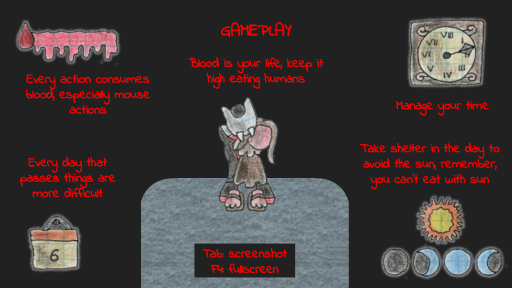 GAMEPLAY
Blood is your life, keep it
high eating humans
Every action consumes
blood, especially mouse
actions
Manage your time
Every day that
passes things are
more difficult
Take shelter in the day to
avoid the sun, remember,
you can't eat with sun
6
Tab: screenshot
F4: fullscreen